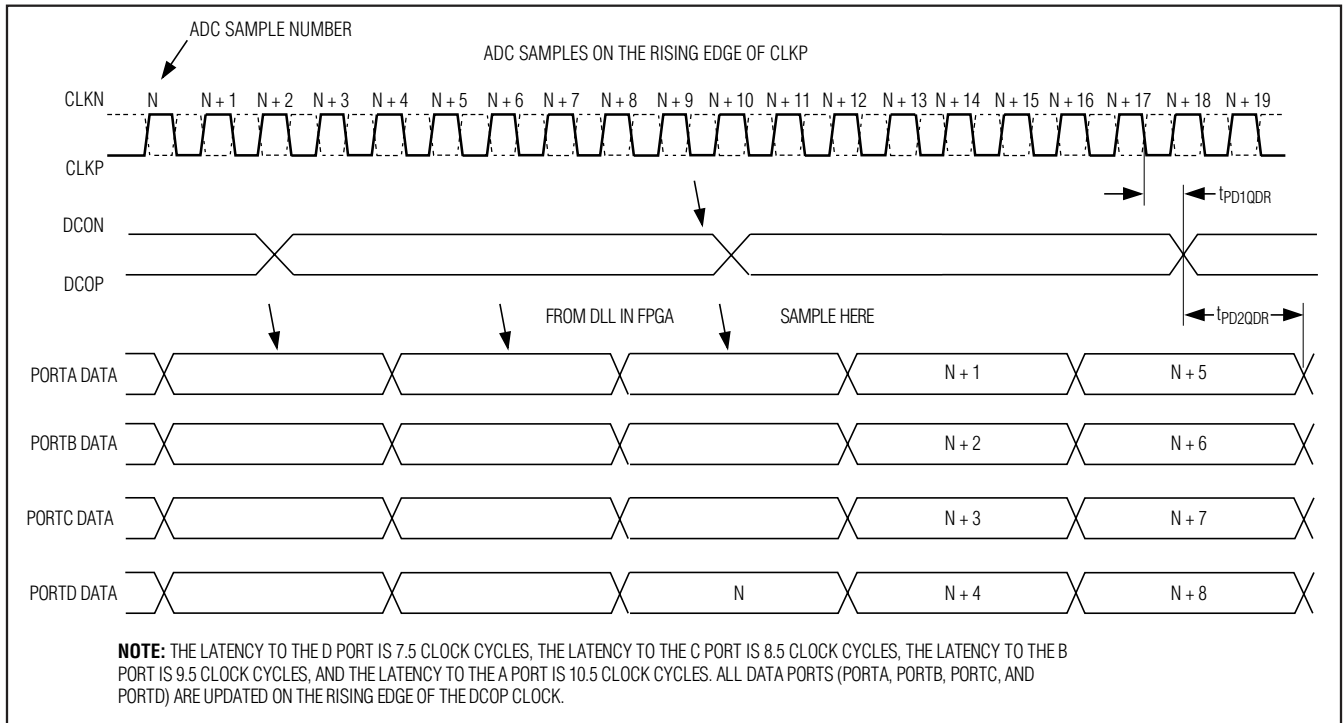 ADC SAMPLE NUMBER
ADC SAMPLES ON THE RISING EDGE OF CLKP
CLKN
N N + 1 N + 2 N + 3 N + 4 N + 5 N + 6 N + 7 N + 8 N + 9 N + 10 N + 11 N + 12 N + 13 N + 14 N + 15 N + 16 N + 17 N + 18 N + 19
CLKP
tPD1QDR
DCON
DCOP
FROM DLL IN FPGA
SAMPLE HERE
tPD2QDR
PORTA DATA
N + 1
N + 5
PORTB DATA
N + 2
N + 6
PORTC DATA
N + 3
N + 7
PORTD DATA
N
N + 4
N + 8
NOTE: THE LATENCY TO THE D PORT IS 7.5 CLOCK CYCLES, THE LATENCY TO THE C PORT IS 8.5 CLOCK CYCLES, THE LATENCY TO THE B
PORT IS 9.5 CLOCK CYCLES, AND THE LATENCY TO THE A PORT IS 10.5 CLOCK CYCLES. ALL DATA PORTS (PORTA, PORTB, PORTC, AND
PORTD) ARE UPDATED ON THE RISING EDGE OF THE DCOP CLOCK.